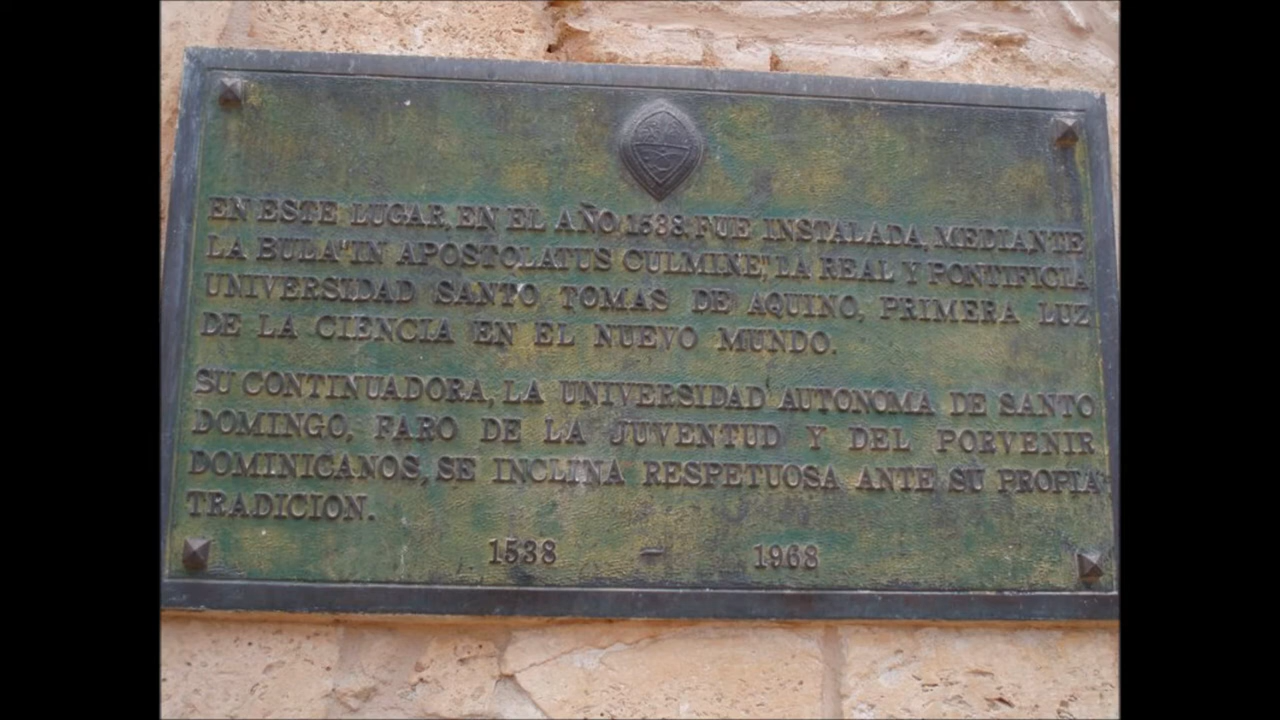 EN ESTE LUGAR, EN EL AÑO 1538, FUE INSTALADA, MEDIANTE
LA BULA "IN APOSTOLATUS CULMINE", LA REAL Y PONTIFICIA
UNIVERSIDAD SANTO TOMAS DE AQUINO, PRIMERA LUZ
DE LA CIENCIA EN EL NUEVO MUNDO.
SU CONTINUADORA, LA UNIVERSIDAD AUTONOMA DE SANTO
DOMINGO, FARO DE LA JUVENTUD Y DEL PORVENIR
DOMINICANOS, SE INCLINA RESPETUOSA ANTE SU PROPIA
TRADICION.
1538 - 1968